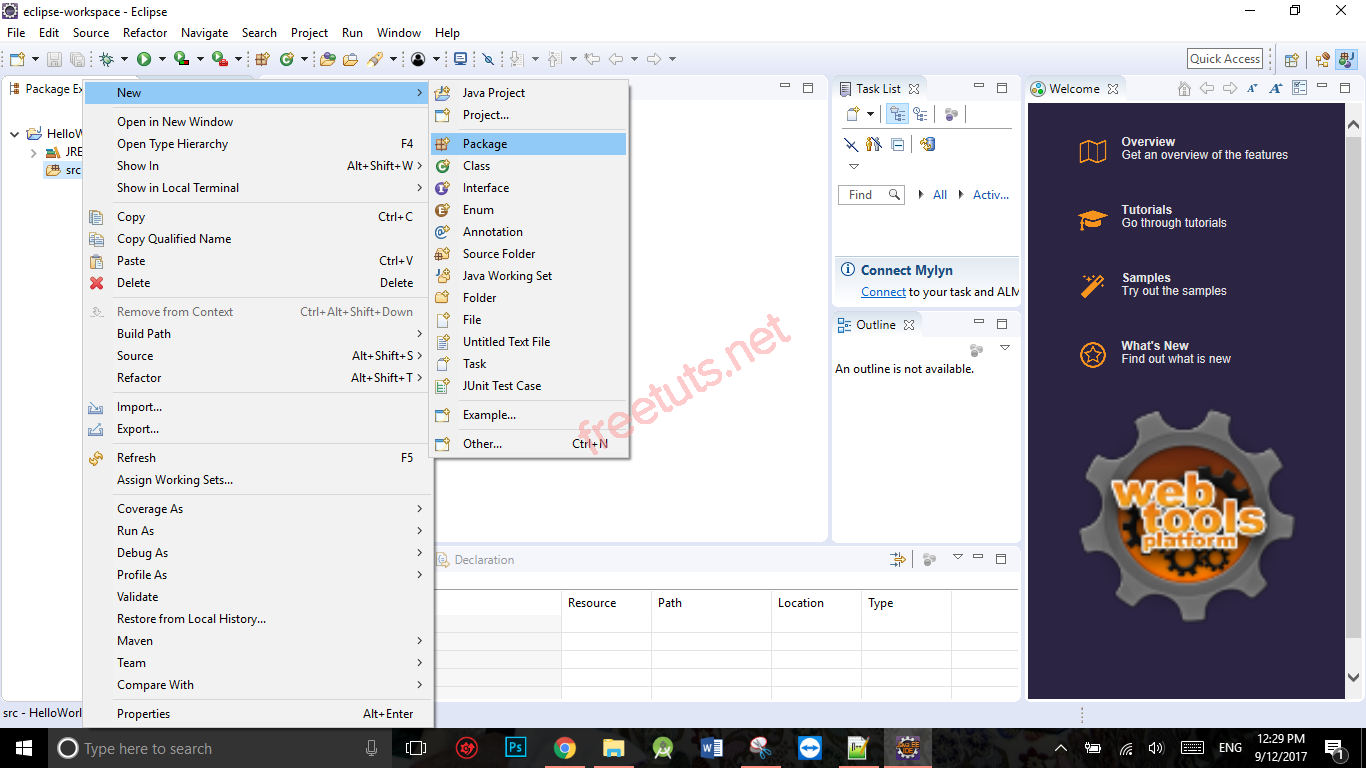 eclipse-workspace - Eclipse
File Edit Source Refactor Navigate Search Project Run Window Help
Quick Access
Package Ex
HelloW
JRE
src
New
Open in New Window
Open Type Hierarchy F4
Show In Alt+Shift+W
Show in Local Terminal
Copy Ctrl+C
Copy Qualified Name
Paste Ctrl+V
Delete Delete
Remove from Context Ctrl+Alt+Shift+Down
Build Path
Source Alt+Shift+S
Refactor Alt+Shift+T
Import...
Export...
Refresh F5
Assign Working Sets...
Coverage As
Run As
Debug As
Profile As
Validate
Restore from Local History...
Maven
Team
Compare With
Properties Alt+Enter
Java Project
Project...
Package
Class
Interface
Enum
Annotation
Source Folder
Java Working Set
Folder
File
Untitled Text File
Task
JUnit Test Case
Example...
Other... Ctrl+N
freetuts.net
Task List
Find All Activ...
Connect Mylyn
Connect to your task and ALM
Outline
An outline is not available.
Welcome
Overview
Get an overview of the features
Tutorials
Go through tutorials
Samples
Try out the samples
What's New
Find out what is new
web
tools
platform
Declaration
Resource Path Location Type
src - HelloWorl
Type here to search
Ps
W
JAVA EE
IDE
ENG
12:29 PM
9/12/2017
1